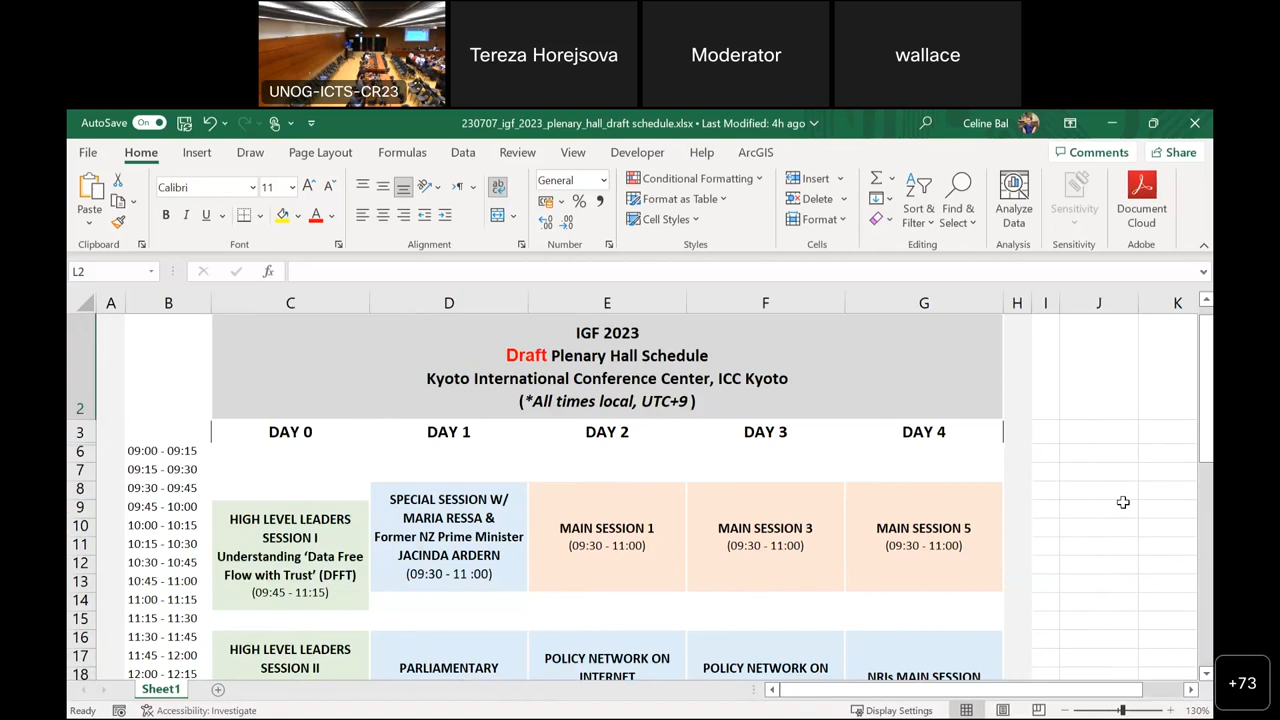 UNOG-ICTS-CR23
Tereza Horejsova
Moderator
wallace
AutoSave On
230707_igf_2023_plenary_hall_draft schedule.xlsx • Last Modified: 4h ago
Celine Bal
File Home Insert Draw Page Layout Formulas Data Review View Developer Help ArcGIS
Comments Share
Paste
Calibri 11
General
Conditional Formatting
Format as Table
Cell Styles
Insert
Delete
Format
Sort & Filter
Find & Select
Analyze Data
Sensitivity
Document Cloud
Clipboard Font Alignment Number Styles Cells Editing Analysis Sensitivity Adobe
L2 fx
A B C D E F G H I J K
IGF 2023
Draft Plenary Hall Schedule
Kyoto International Conference Center, ICC Kyoto
2 (*All times local, UTC+9 )
3 DAY 0 DAY 1 DAY 2 DAY 3 DAY 4
6 09:00 - 09:15
7 09:15 - 09:30
8 09:30 - 09:45
9 09:45 - 10:00
10 10:00 - 10:15
11 10:15 - 10:30
12 10:30 - 10:45
13 10:45 - 11:00
14 11:00 - 11:15
15 11:15 - 11:30
16 11:30 - 11:45
17 11:45 - 12:00
18 12:00 - 12:15
HIGH LEVEL LEADERS
SESSION I
Understanding ‘Data Free
Flow with Trust’ (DFFT)
(09:45 - 11:15)
SPECIAL SESSION W/
MARIA RESSA &
Former NZ Prime Minister
JACINDA ARDERN
(09:30 - 11 :00)
MAIN SESSION 1
(09:30 - 11:00)
MAIN SESSION 3
(09:30 - 11:00)
MAIN SESSION 5
(09:30 - 11:00)
HIGH LEVEL LEADERS
SESSION II
PARLIAMENTARY
POLICY NETWORK ON
INTERNET
POLICY NETWORK ON
NRIs MAIN SESSION
Sheet1
Ready Accessibility: Investigate
Display Settings
130%
+73